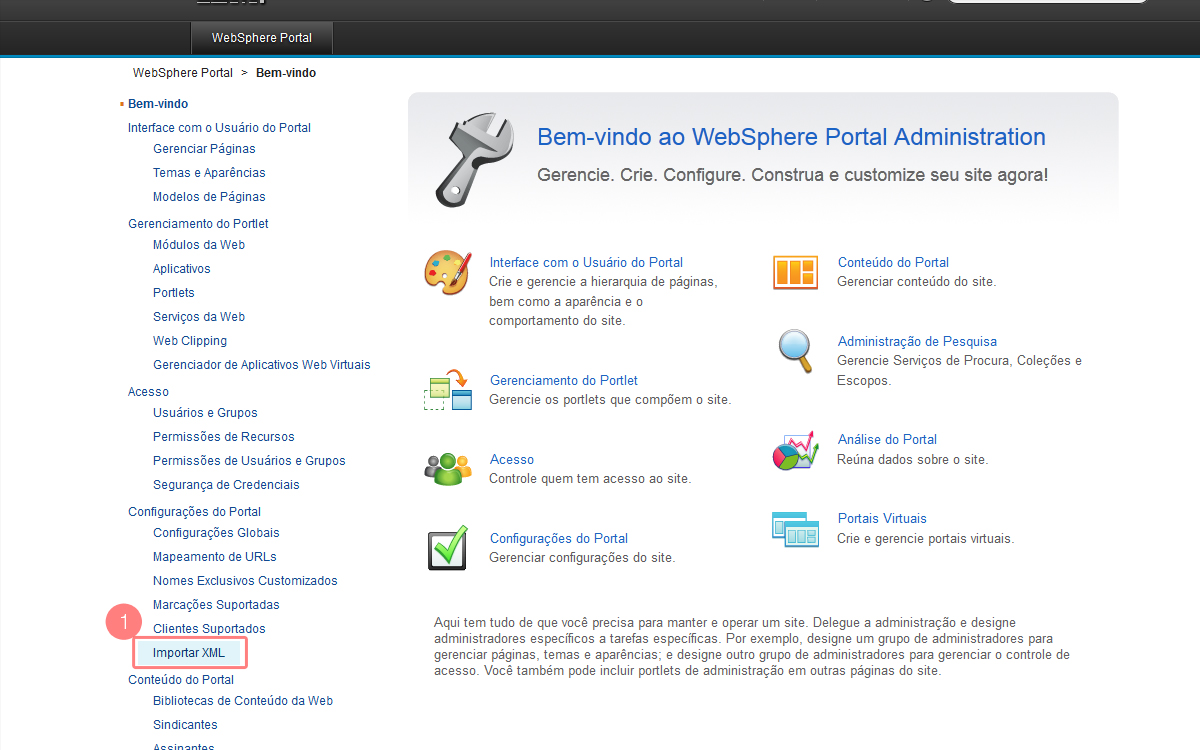 WebSphere Portal
WebSphere Portal > Bem-vindo
Bem-vindo
Interface com o Usuário do Portal
Gerenciar Páginas
Temas e Aparências
Modelos de Páginas
Gerenciamento do Portlet
Módulos da Web
Aplicativos
Portlets
Serviços da Web
Web Clipping
Gerenciador de Aplicativos Web Virtuais
Acesso
Usuários e Grupos
Permissões de Recursos
Permissões de Usuários e Grupos
Segurança de Credenciais
Configurações do Portal
Configurações Globais
Mapeamento de URLs
Nomes Exclusivos Customizados
Marcações Suportadas
1
Clientes Suportados
Importar XML
Conteúdo do Portal
Bibliotecas de Conteúdo da Web
Sindicantes
Assinantes
Bem-vindo ao WebSphere Portal Administration
Gerencie. Crie. Configure. Construa e customize seu site agora!
Interface com o Usuário do Portal
Crie e gerencie a hierarquia de páginas,
bem como a aparência e o
comportamento do site.
Gerenciamento do Portlet
Gerencie os portlets que compõem o site.
Acesso
Controle quem tem acesso ao site.
Configurações do Portal
Gerenciar configurações do site.
Conteúdo do Portal
Gerenciar conteúdo do site.
Administração de Pesquisa
Gerencie Serviços de Procura, Coleções e
Escopos.
Análise do Portal
Reúna dados sobre o site.
Portais Virtuais
Crie e gerencie portais virtuais.
Aqui tem tudo de que você precisa para manter e operar um site. Delegue a administração e designe
administradores específicos a tarefas específicas. Por exemplo, designe um grupo de administradores para
gerenciar páginas, temas e aparências; e designe outro grupo de administradores para gerenciar o controle de
acesso. Você também pode incluir portlets de administração em outras páginas do site.